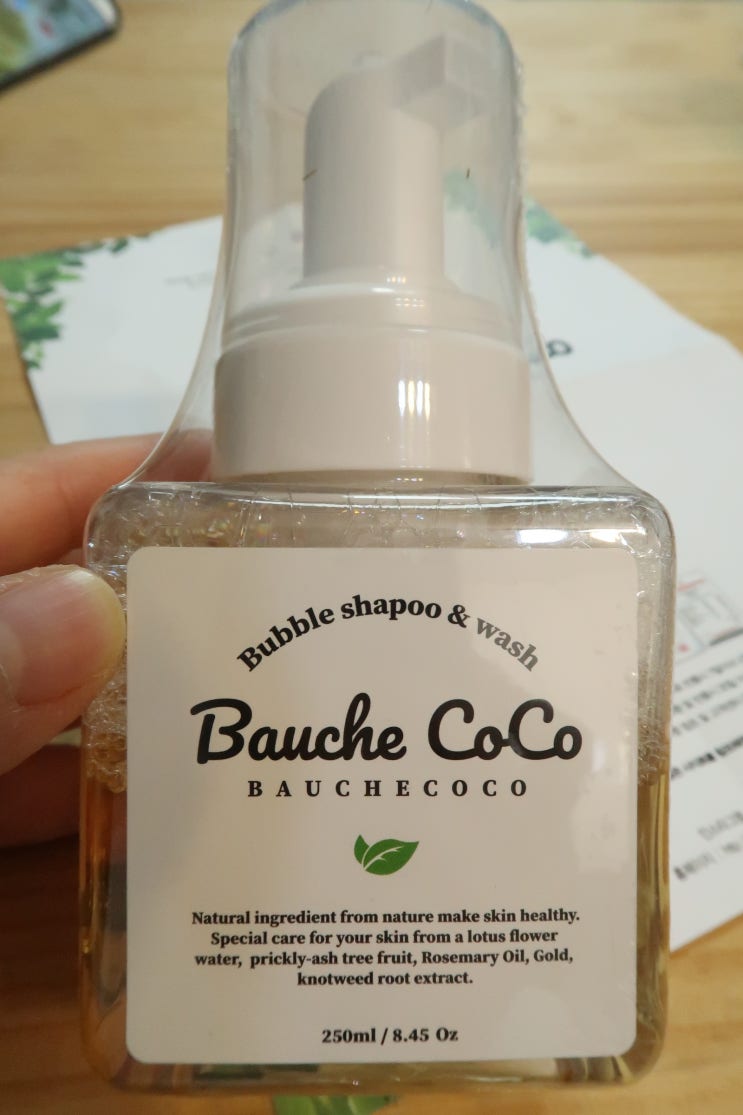 Bubble shapoo & wash
Bauche CoCo
BAUCHECOCO
Natural ingredient from nature make skin healthy.
Special care for your skin from a lotus flower
water, prickly-ash tree fruit, Rosemary Oil, Gold,
knotweed root extract.
250ml / 8.45 Oz